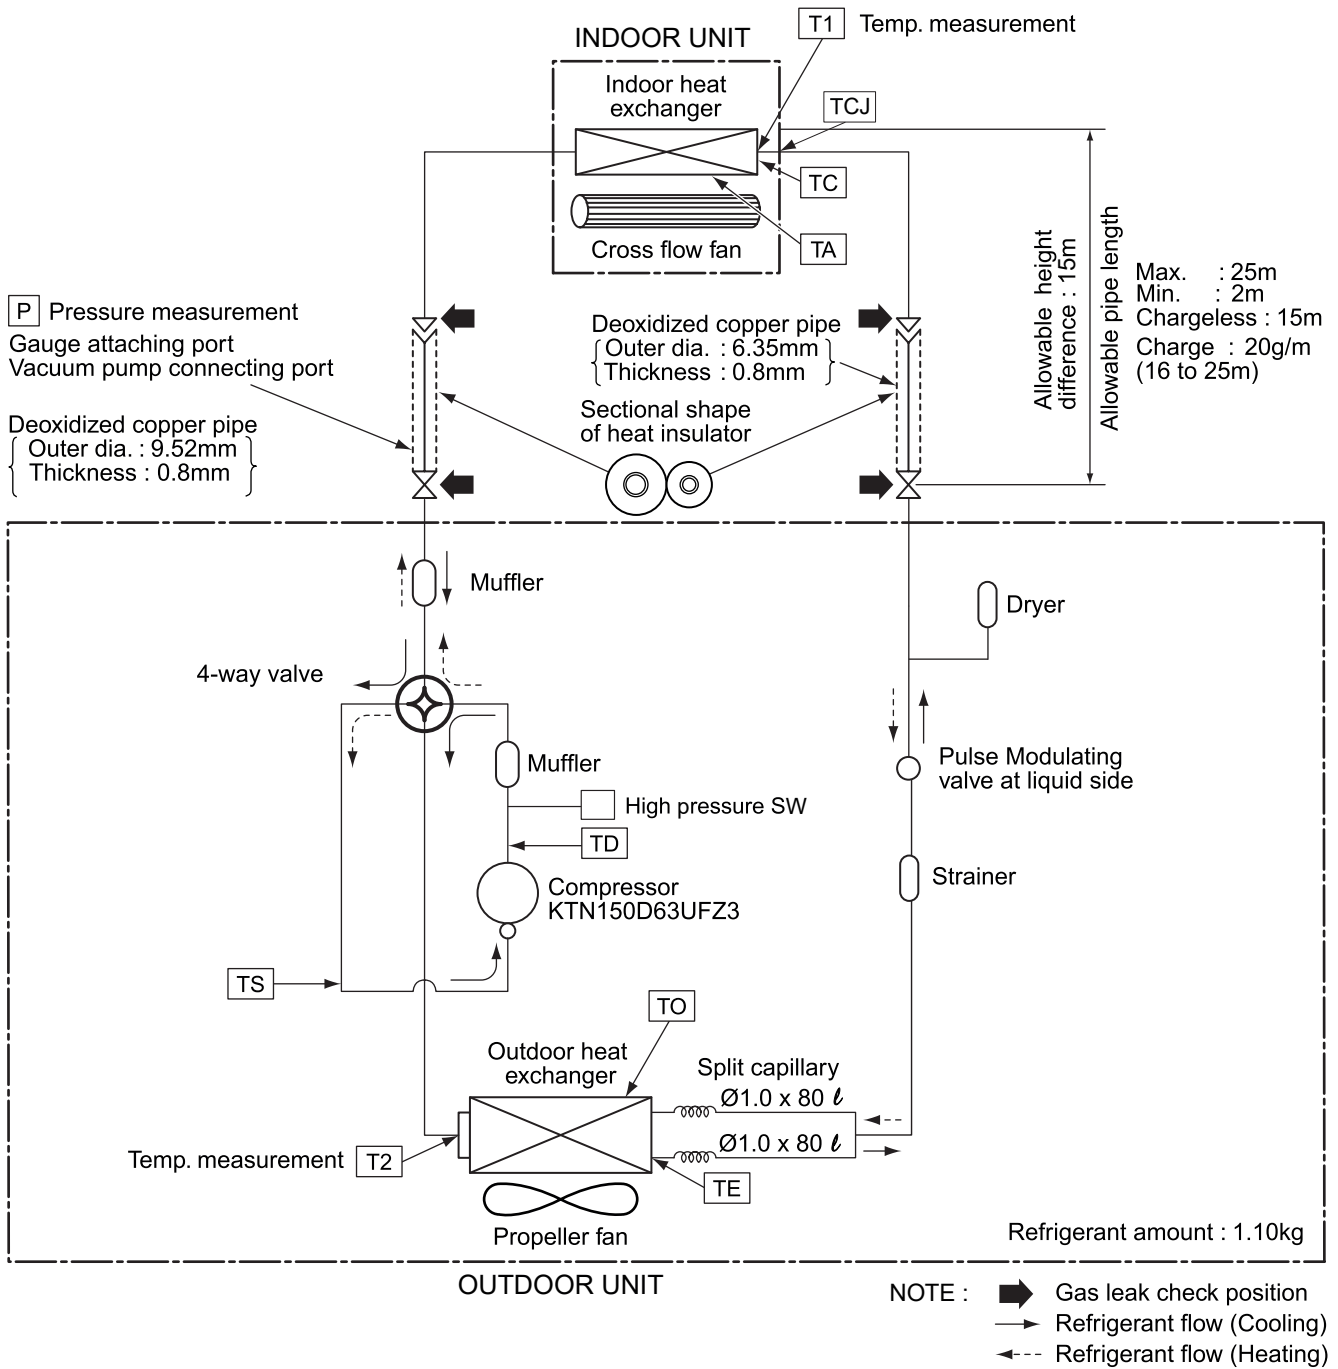 T1 Temp. measurement
INDOOR UNIT
Indoor heat
exchanger
TCJ
TC
TA
Cross flow fan
Allowable height
difference : 15m
Allowable pipe length
Max. : 25m
Min. : 2m
Chargeless : 15m
Charge : 20g/m
(16 to 25m)
P Pressure measurement
Gauge attaching port
Vacuum pump connecting port
Deoxidized copper pipe
Outer dia. : 9.52mm
Thickness : 0.8mm
Deoxidized copper pipe
Outer dia. : 6.35mm
Thickness : 0.8mm
Sectional shape
of heat insulator
Muffler
Dryer
4-way valve
Muffler
Pulse Modulating
valve at liquid side
High pressure SW
TD
Strainer
Compressor
KTN150D63UFZ3
TS
TO
Outdoor heat
exchanger
Split capillary
Ø1.0 x 80 ℓ
Ø1.0 x 80 ℓ
Temp. measurement T2
TE
Propeller fan
Refrigerant amount : 1.10kg
OUTDOOR UNIT
NOTE : Gas leak check position
Refrigerant flow (Cooling)
Refrigerant flow (Heating)